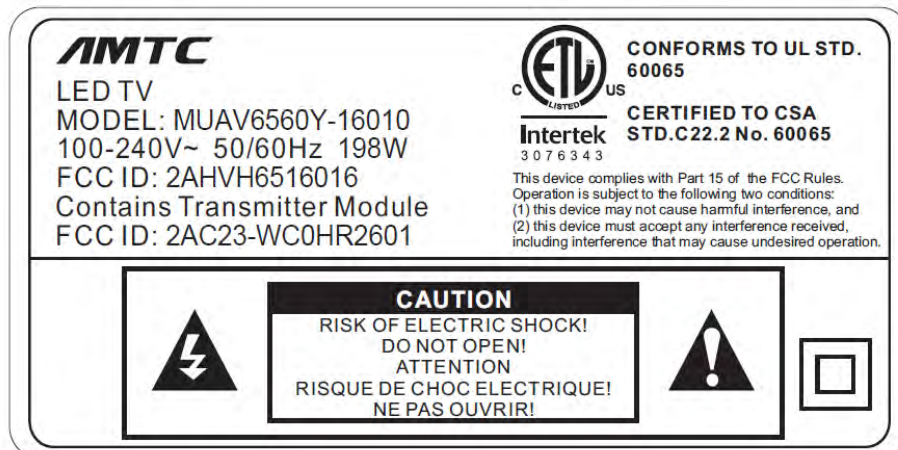 AMTC
LED TV
MODEL: MUAV6560Y-16010
100-240V~ 50/60Hz 198W
FCC ID: 2AHVH6516016
Contains Transmitter Module
FCC ID: 2AC23-WC0HR2601
ETL
CM
C US
LISTED
Intertek
3076343
CONFORMS TO UL STD.
60065
CERTIFIED TO CSA
STD.C22.2 No. 60065
This device complies with Part 15 of the FCC Rules.
Operation is subject to the following two conditions:
(1) this device may not cause harmful interference, and
(2) this device must accept any interference received,
including interference that may cause undesired operation.
CAUTION
RISK OF ELECTRIC SHOCK!
DO NOT OPEN!
ATTENTION
RISQUE DE CHOC ELECTRIQUE!
NE PAS OUVRIR!